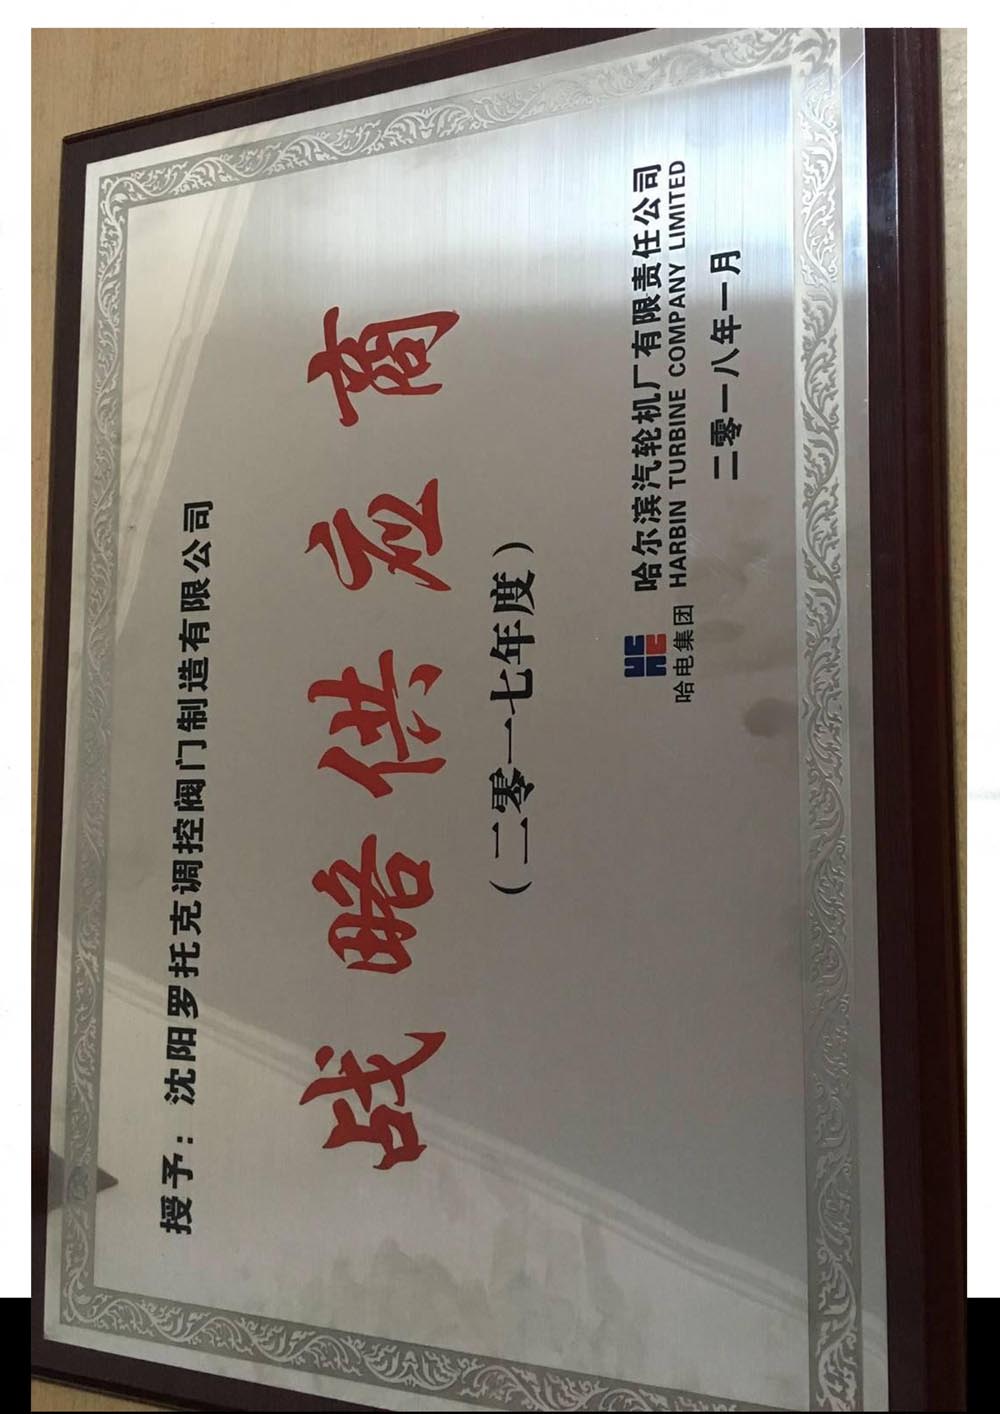 授予：沈阳罗托克调控阀门制造有限公司
战略供应商
（二零一七年度）
哈电集团
哈尔滨汽轮机厂有限责任公司
HARBIN TURBINE COMPANY LIMITED
二零一八年一月